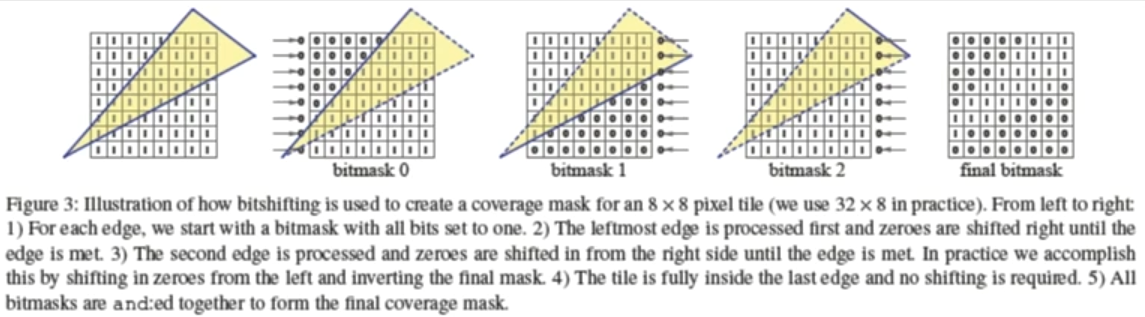 bitmask 0
bitmask 1
bitmask 2
final bitmask
Figure 3: Illustration of how bitshifting is used to create a coverage mask for an 8 × 8 pixel tile (we use 32 × 8 in practice). From left to right:
1) For each edge, we start with a bitmask with all bits set to one. 2) The leftmost edge is processed first and zeroes are shifted right until the
edge is met. 3) The second edge is processed and zeroes are shifted in from the right side until the edge is met. In practice we accomplish
this by shifting in zeroes from the left and inverting the final mask. 4) The tile is fully inside the last edge and no shifting is required. 5) All
bitmasks are and:ed together to form the final coverage mask.